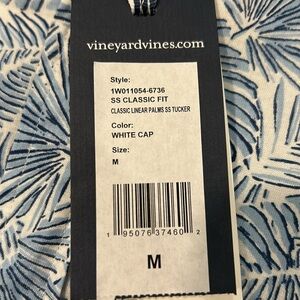 vineyardvines.com
Style:
1W011054-6736
SS CLASSIC FIT
CLASSIC LINEAR PALMS SS TUCKER
Color:
WHITE CAP
Size:
M
1 95076 37460 2
M